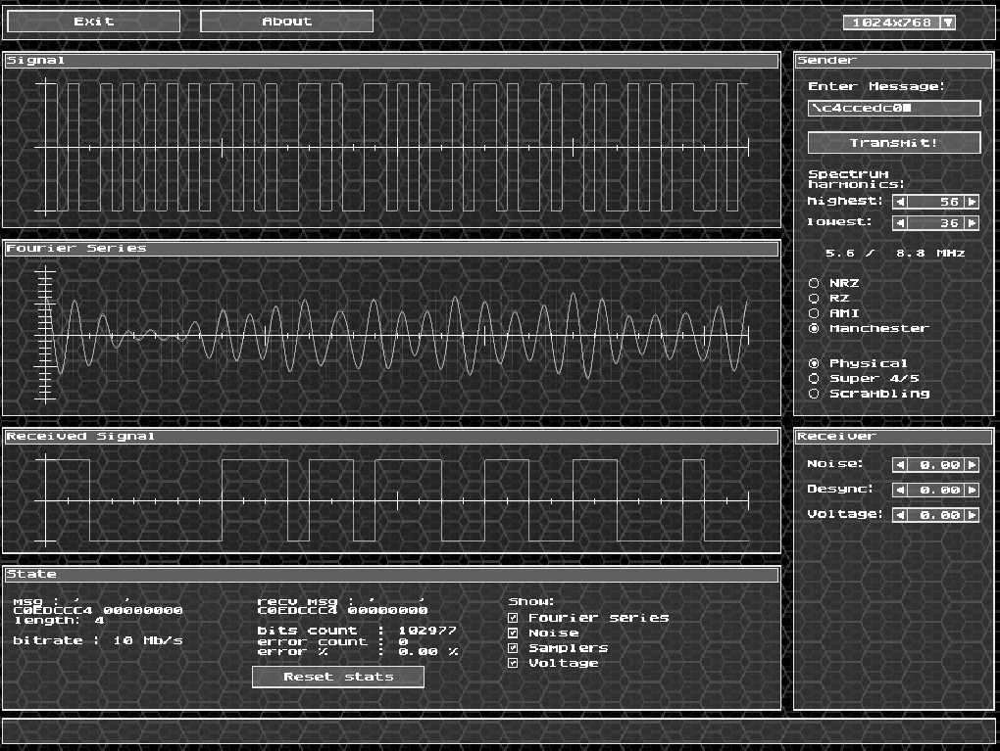 Exit
About
1024x768
Signal
Fourier Series
Received Signal
State
msg : '    '
C0EDCCC4 00000000
length: 4
bitrate : 10 Mb/s
recv msg : '    '
C0EDCCC4 00000000
bits count : 102977
error count : 0
error % : 0.00 %
Reset stats
Show:
Fourier series
Noise
Samplers
Voltage
Sender
Enter Message:
\c4ccedc0
Transmit!
Spectrum
harmonics:
highest: 56
lowest: 36
5.6 / 8.8 MHz
NRZ
RZ
AMI
Manchester
Physical
Super 4/5
Scrambling
Receiver
Noise: 0.00
Desync: 0.00
Voltage: 0.00